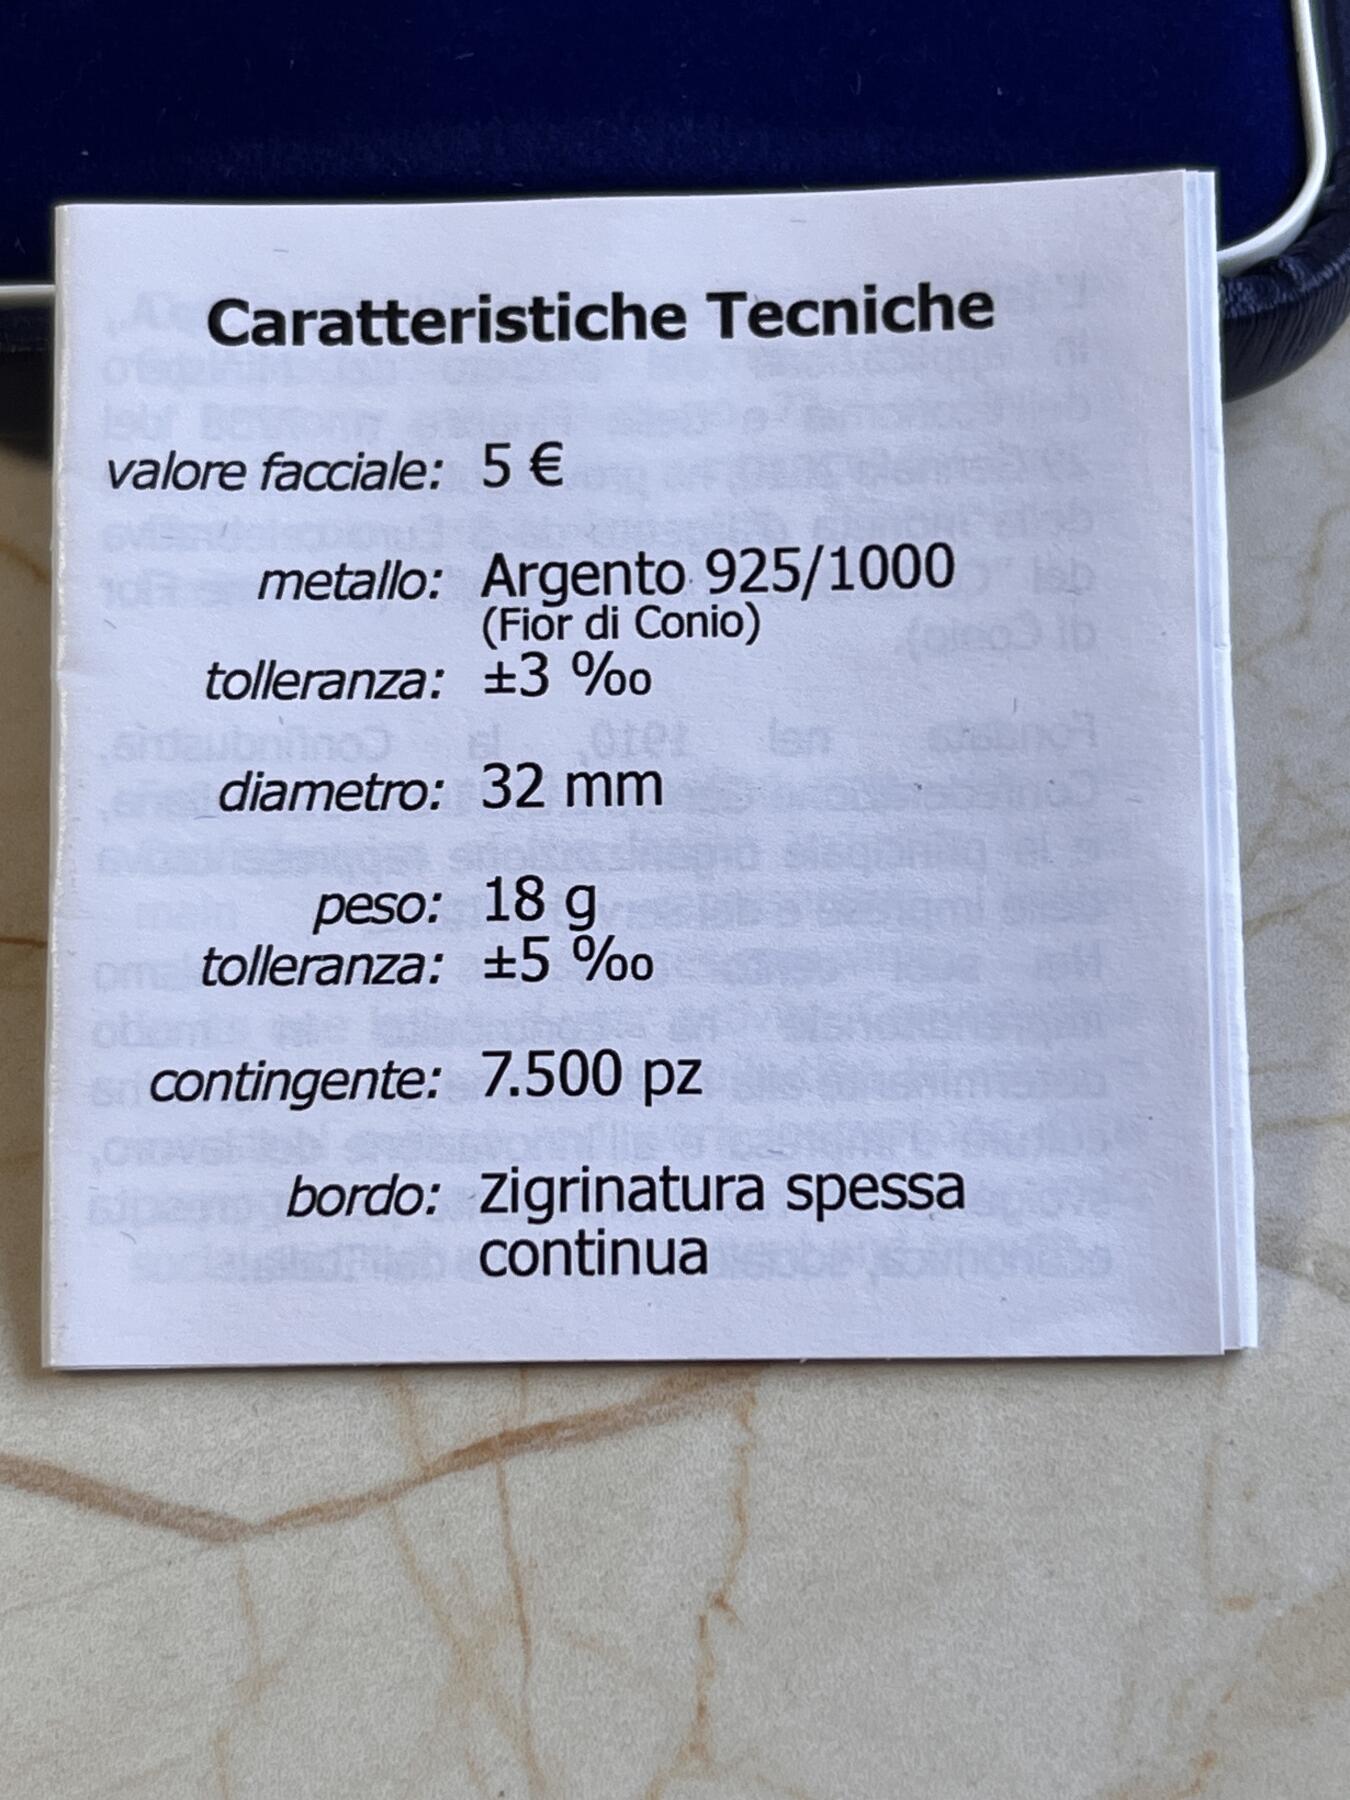 Caratteristiche Tecniche
valore facciale: 5 €
metallo: Argento 925/1000
(Fior di Conio)
tolleranza: ±3 ‰
diametro: 32 mm
peso: 18 g
tolleranza: ±5 ‰
contingente: 7.500 pz
bordo: Zigrinatura spessa
continua